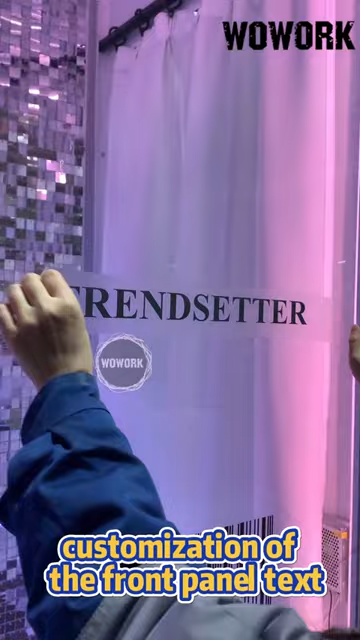 WOWORK
TRENDSETTER
WOWORK
customization of
the front panel text